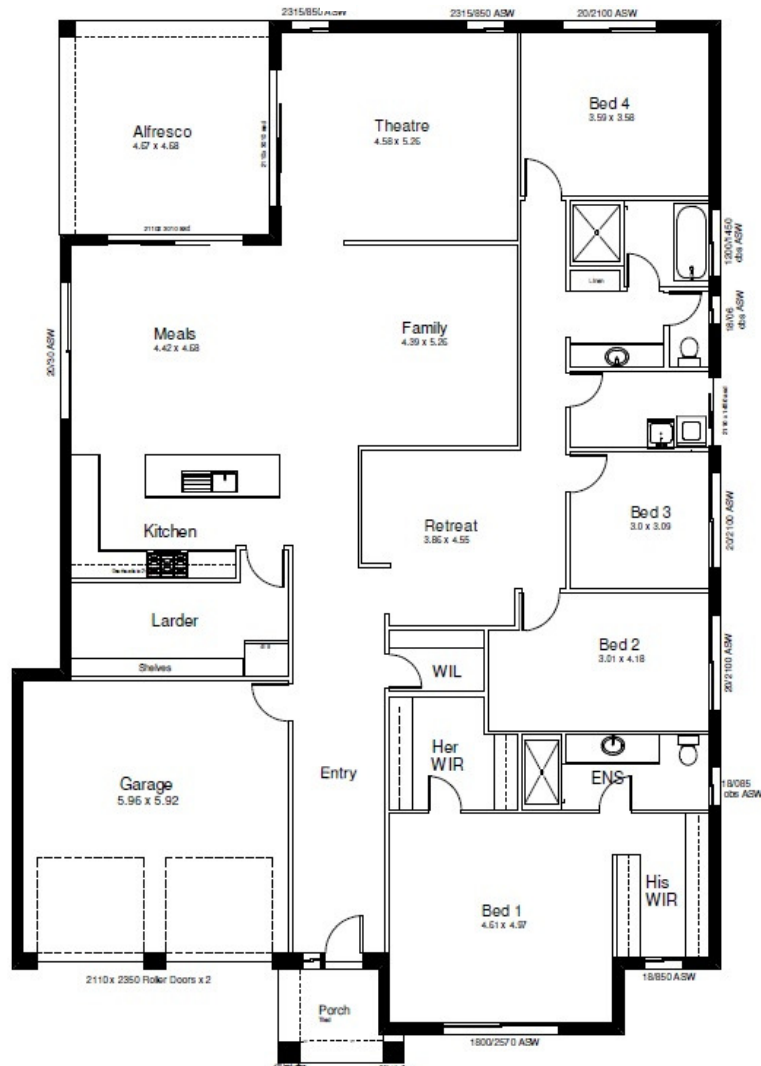 2315/850 ASW
2315/850 ASW
20/2100 ASW
Alfresco
4.67 x 4.68
Theatre
4.58 x 5.26
Bed 4
3.59 x 3.58
1200/1450
obs ASW
Linen
18/06
obs ASW
20/30 ASW
Meals
4.42 x 4.68
Family
4.39 x 5.26
Kitchen
Retreat
3.86 x 4.55
Bed 3
3.0 x 3.09
20/2100 ASW
Larder
Shelves
WIL
Bed 2
3.01 x 4.18
20/2100 ASW
Her
WIR
ENS
18/085
obs ASW
Garage
5.96 x 5.92
Entry
Bed 1
4.61 x 4.97
His
WIR
18/850 ASW
2110 x 2350 Roller Doors x 2
Porch
1800/2570 ASW